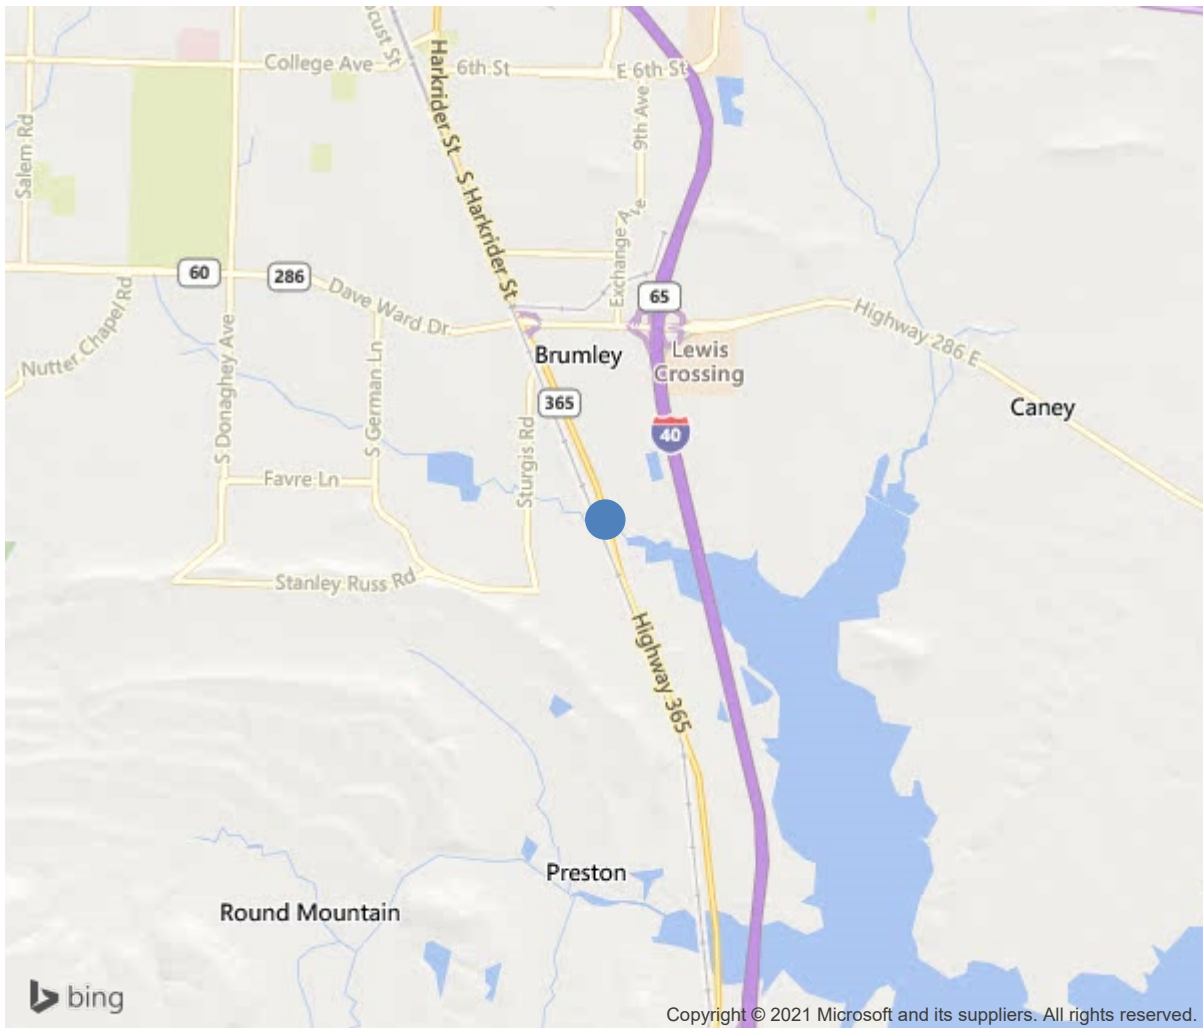 ocust St
Harkrider St
College Ave
6th St
E 6th St
Salem Rd
9th Ave
S Harkrider St
Exchange Ave
60
286
65
Nutter Chapel Rd
Dave Ward Dr
Highway 286 E
S Donaghey Ave
S German Ln
Brumley
Lewis
Crossing
365
Caney
40
Sturgis Rd
Favre Ln
Stanley Russ Rd
Highway 365
Preston
Round Mountain
bing
Copyright © 2021 Microsoft and its suppliers. All rights reserved.